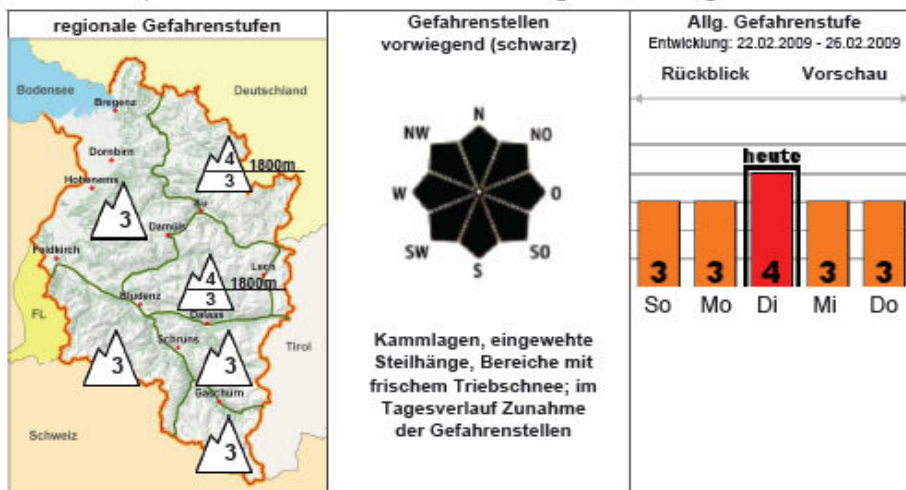 regionale Gefahrenstufen
Bodensee
Deutschland
Bregenz
Dornbirn
Hohenems
4
1800m
3
3
Au
Damüls
Feldkirch
Lech
4
1800m
3
Bludenz
Dalaas
FL
Schruns
3
3
Tirol
Gaschurn
Schweiz
3
Gefahrenstellen
vorwiegend (schwarz)
N
NW
NO
W
O
SW
SO
S
Kammlagen, eingewehte
Steilhänge, Bereiche mit
frischem Triebschnee; im
Tagesverlauf Zunahme
der Gefahrenstellen
Allg. Gefahrenstufe
Entwicklung: 22.02.2009 - 26.02.2009
Rückblick Vorschau
heute
3 3 4 3 3
So Mo Di Mi Do